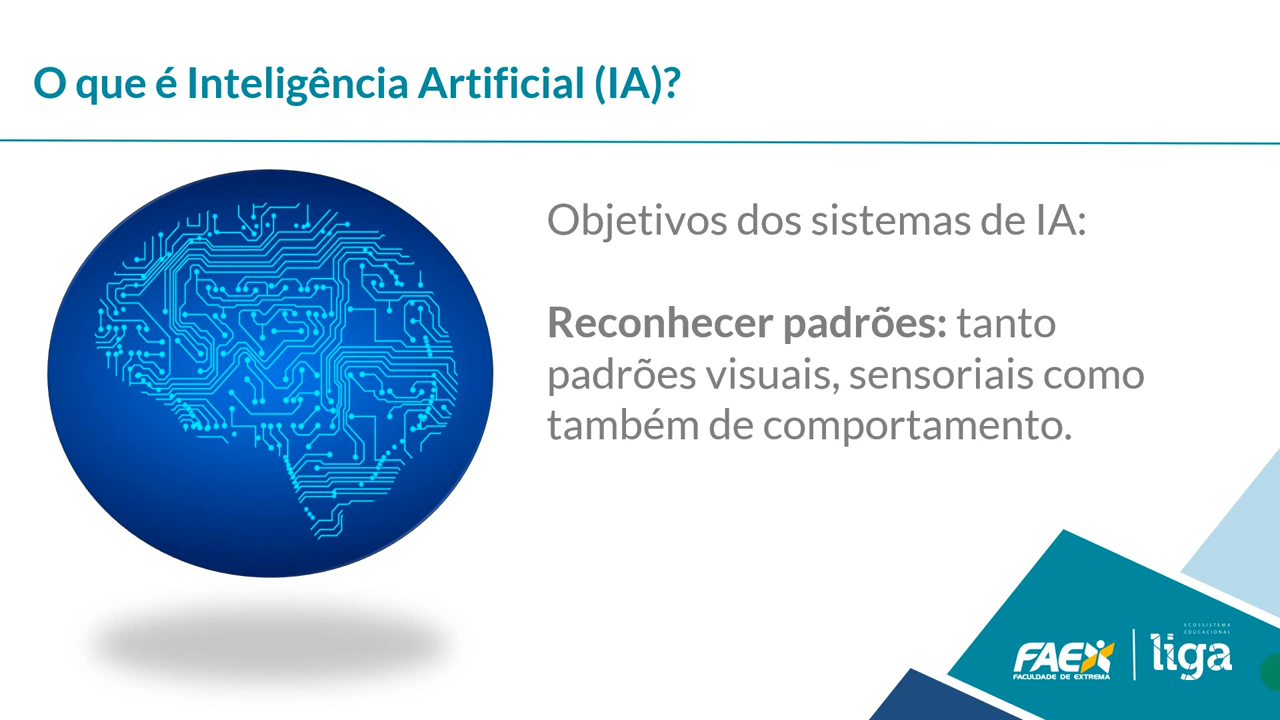 O que é Inteligência Artificial (IA)?
Objetivos dos sistemas de IA:
Reconhecer padrões: tanto
padrões visuais, sensoriais como
também de comportamento.
ECOSSISTEMA
EDUCACIONAL
FAEX
FACULDADE DE EXTREMA
liga